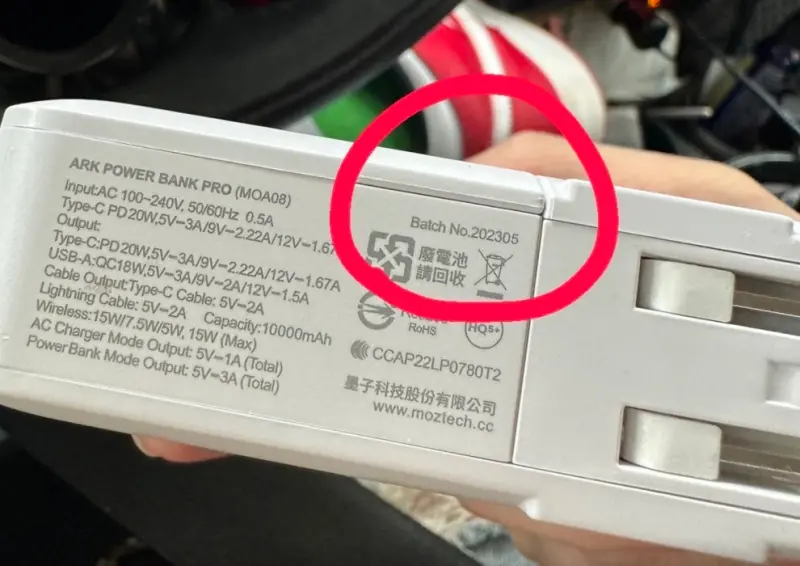 ARK POWER BANK PRO (MOA08)
Input:AC 100~240V, 50/60Hz 0.5A
Type-C PD20W,5V⎓3A/9V⎓2.22A/12V⎓1.67
Output:
Type-C:PD20W,5V⎓3A/9V⎓2.22A/12V⎓1.67A
USB-A:QC18W,5V⎓3A/9V⎓2A/12V⎓1.5A
Cable Output:Type-C Cable: 5V⎓2A
Lightning Cable: 5V⎓2A Capacity:10000mAh
Wireless:15W/7.5W/5W, 15W (Max)
AC Charger Mode Output: 5V⎓1A (Total)
PowerBank Mode Output: 5V⎓3A (Total)
Batch No.202305
廢電池
請回收
RoHS
HQ5+
CCAP22LP0780T2
墨子科技股份有限公司
www.moztech.cc